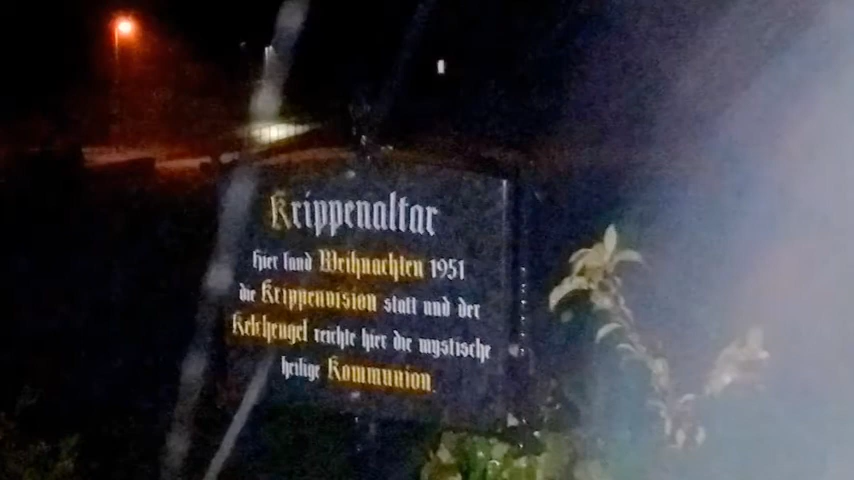 Krippenaltar
Hier fand Weihnachten 1951
die Krippenvision statt und der
Kelchengel reichte hier die mystische
heilige Kommunion.